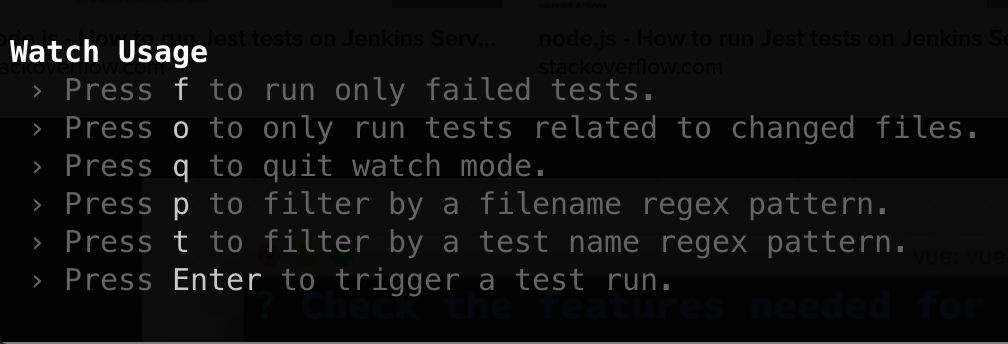 node.js - How to run Jest tests on Jenkins Serv...
node.js - How to run Jest tests on Jenkins Se
stackoverflow.com
stackoverflow.com
Watch Usage
› Press f to run only failed tests.
› Press o to only run tests related to changed files.
› Press q to quit watch mode.
› Press p to filter by a filename regex pattern.
› Press t to filter by a test name regex pattern.
› Press Enter to trigger a test run.
vue: vue
? Check the features needed for